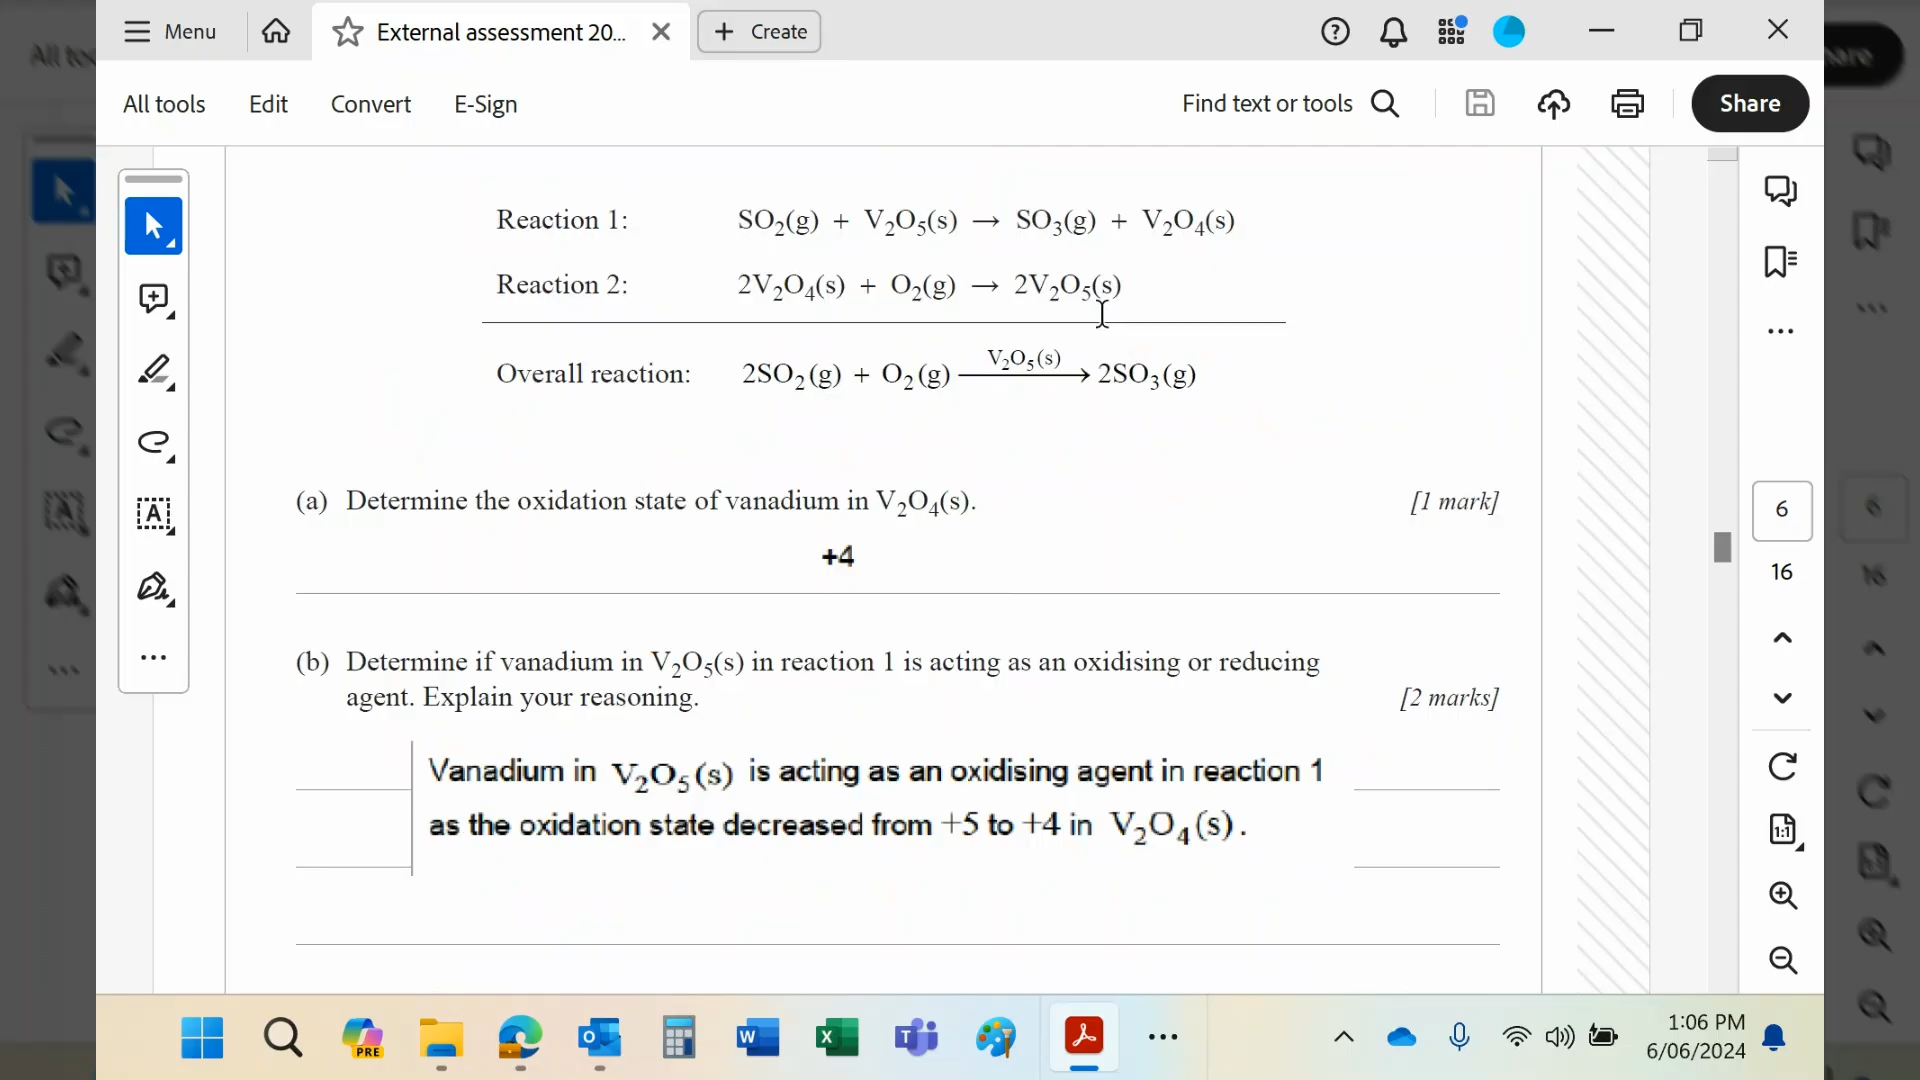 Menu
External assessment 20...
Create
All tools
Edit
Convert
E-Sign
Find text or tools
Share
Reaction 1: SO₂(g) + V₂O₅(s) → SO₃(g) + V₂O₄(s)
Reaction 2: 2V₂O₄(s) + O₂(g) → 2V₂O₅(s)
V₂O₅(s)
Overall reaction: 2SO₂(g) + O₂(g) → 2SO₃(g)
(a) Determine the oxidation state of vanadium in V₂O₄(s). [1 mark]
+4
(b) Determine if vanadium in V₂O₅(s) in reaction 1 is acting as an oxidising or reducing
agent. Explain your reasoning. [2 marks]
Vanadium in V₂O₅(s) is acting as an oxidising agent in reaction 1
as the oxidation state decreased from +5 to +4 in V₂O₄(s).
6
16
1:1
PRE
1:06 PM
6/06/2024